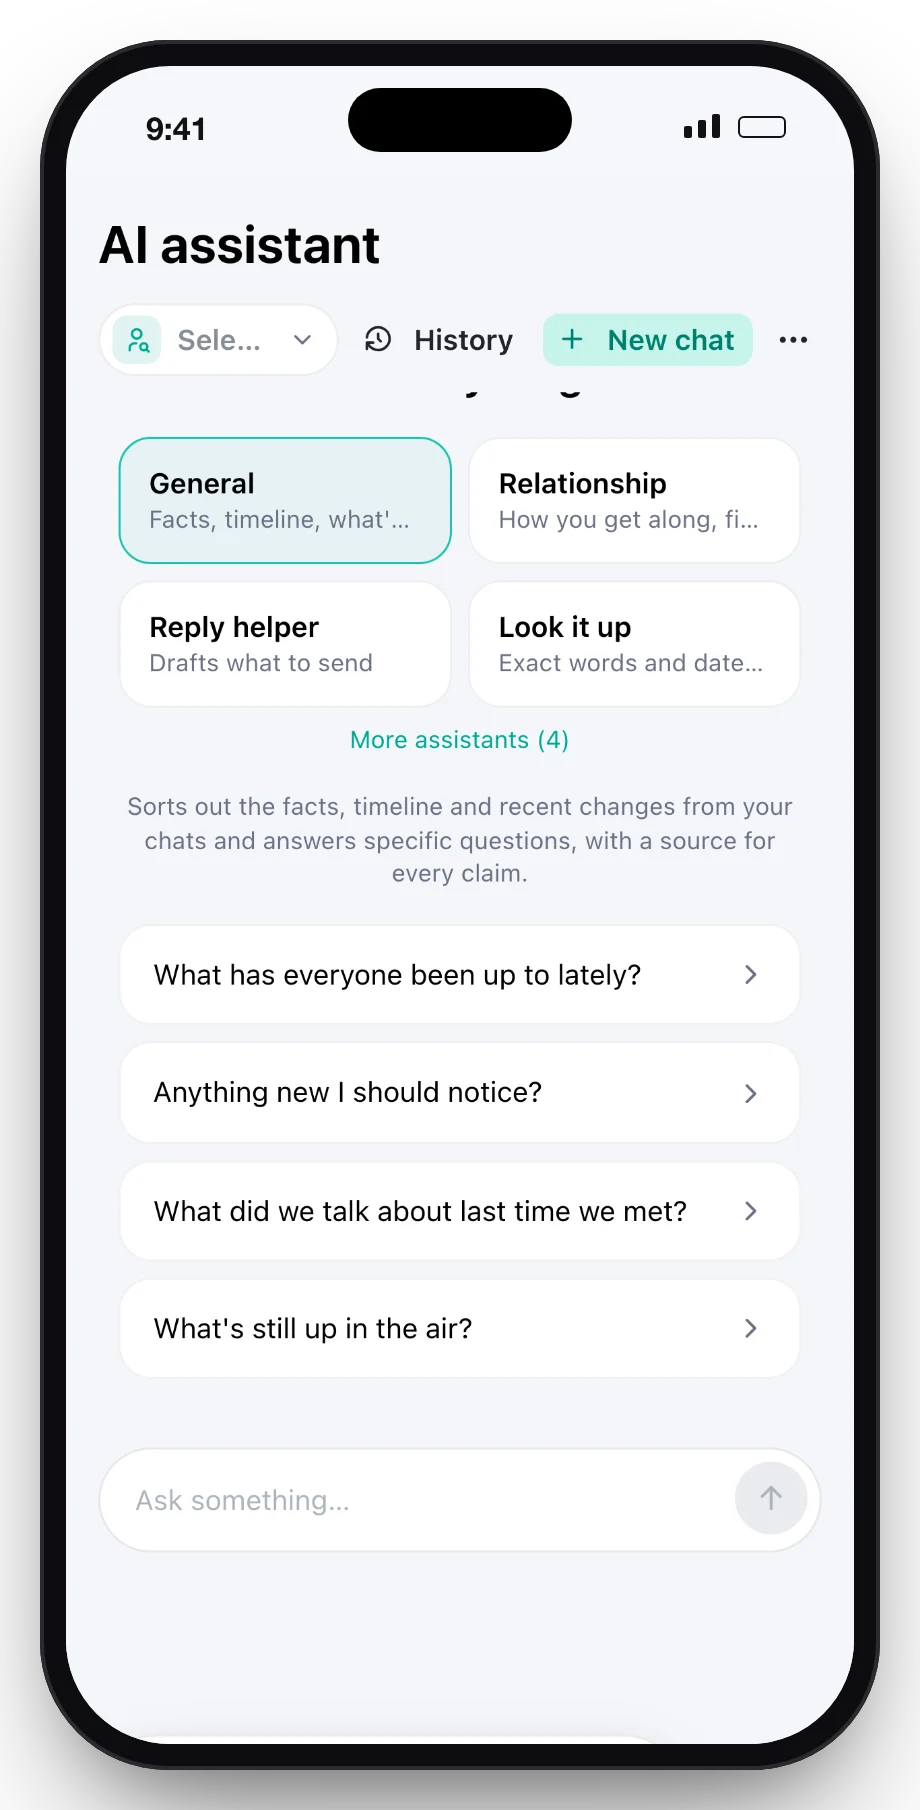 9:41
AI assistant
Sele...
History
New chat
General
Facts, timeline, what'...
Relationship
How you get along, fi...
Reply helper
Drafts what to send
Look it up
Exact words and date...
More assistants (4)
Sorts out the facts, timeline and recent changes from your
chats and answers specific questions, with a source for
every claim.
What has everyone been up to lately?
Anything new I should notice?
What did we talk about last time we met?
What's still up in the air?
Ask something...